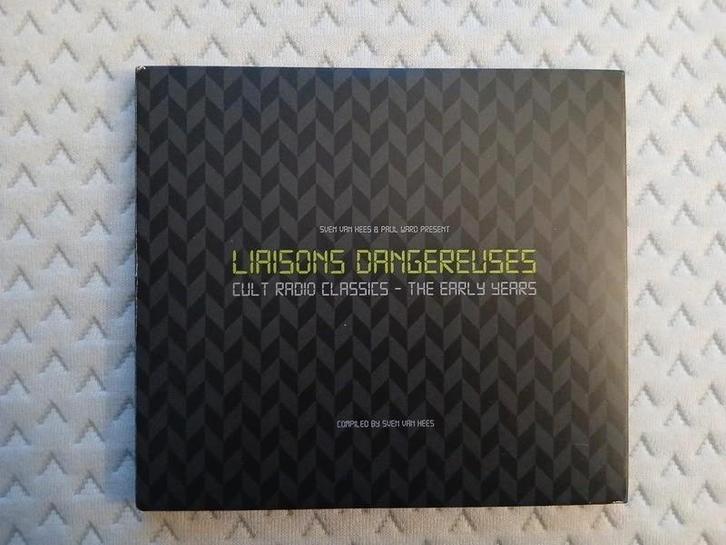 SVEN VAN HEES & PAUL WARD PRESENT
LIAISONS DANGEREUSES
CULT RADIO CLASSICS - THE EARLY YEARS
COMPILED BY SVEN VAN HEES